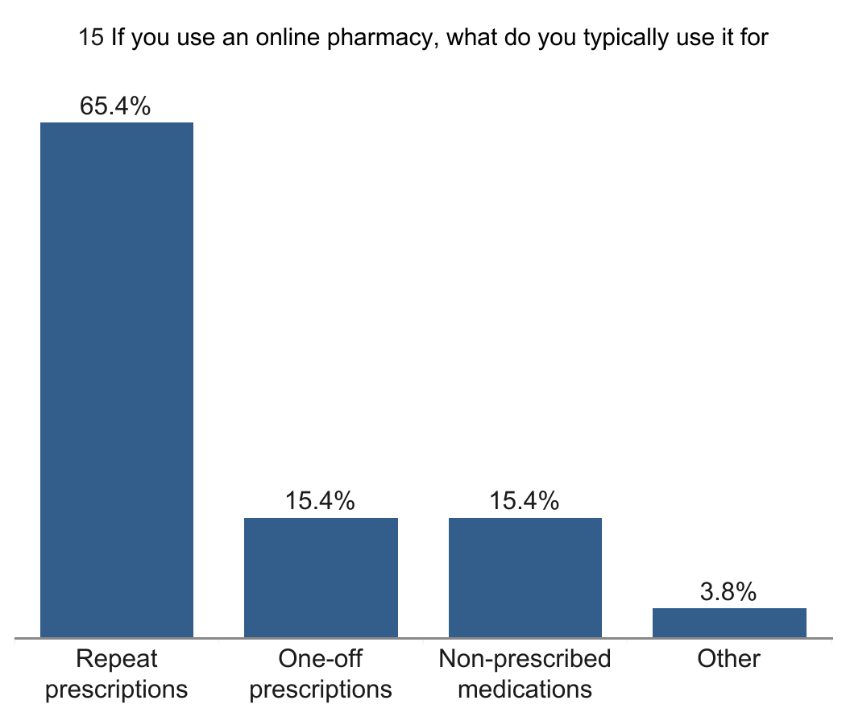 15 If you use an online pharmacy, what do you typically use it for
65.4%
15.4%
15.4%
3.8%
Repeat
prescriptions
One-off
prescriptions
Non-prescribed
medications
Other